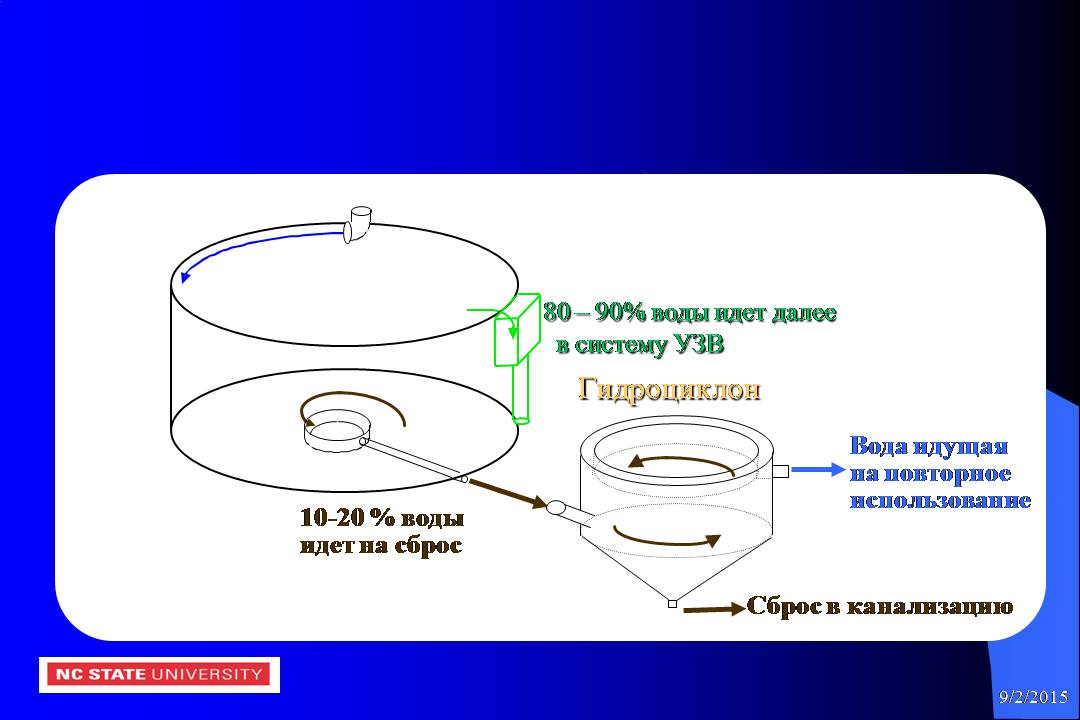 80 – 90% воды идет далее
в систему УЗВ
Гидроциклон
Вода идущая
на повторное
использование
10-20 % воды
идет на сброс
Сброс в канализацию
NC STATE UNIVERSITY
9/2/2015